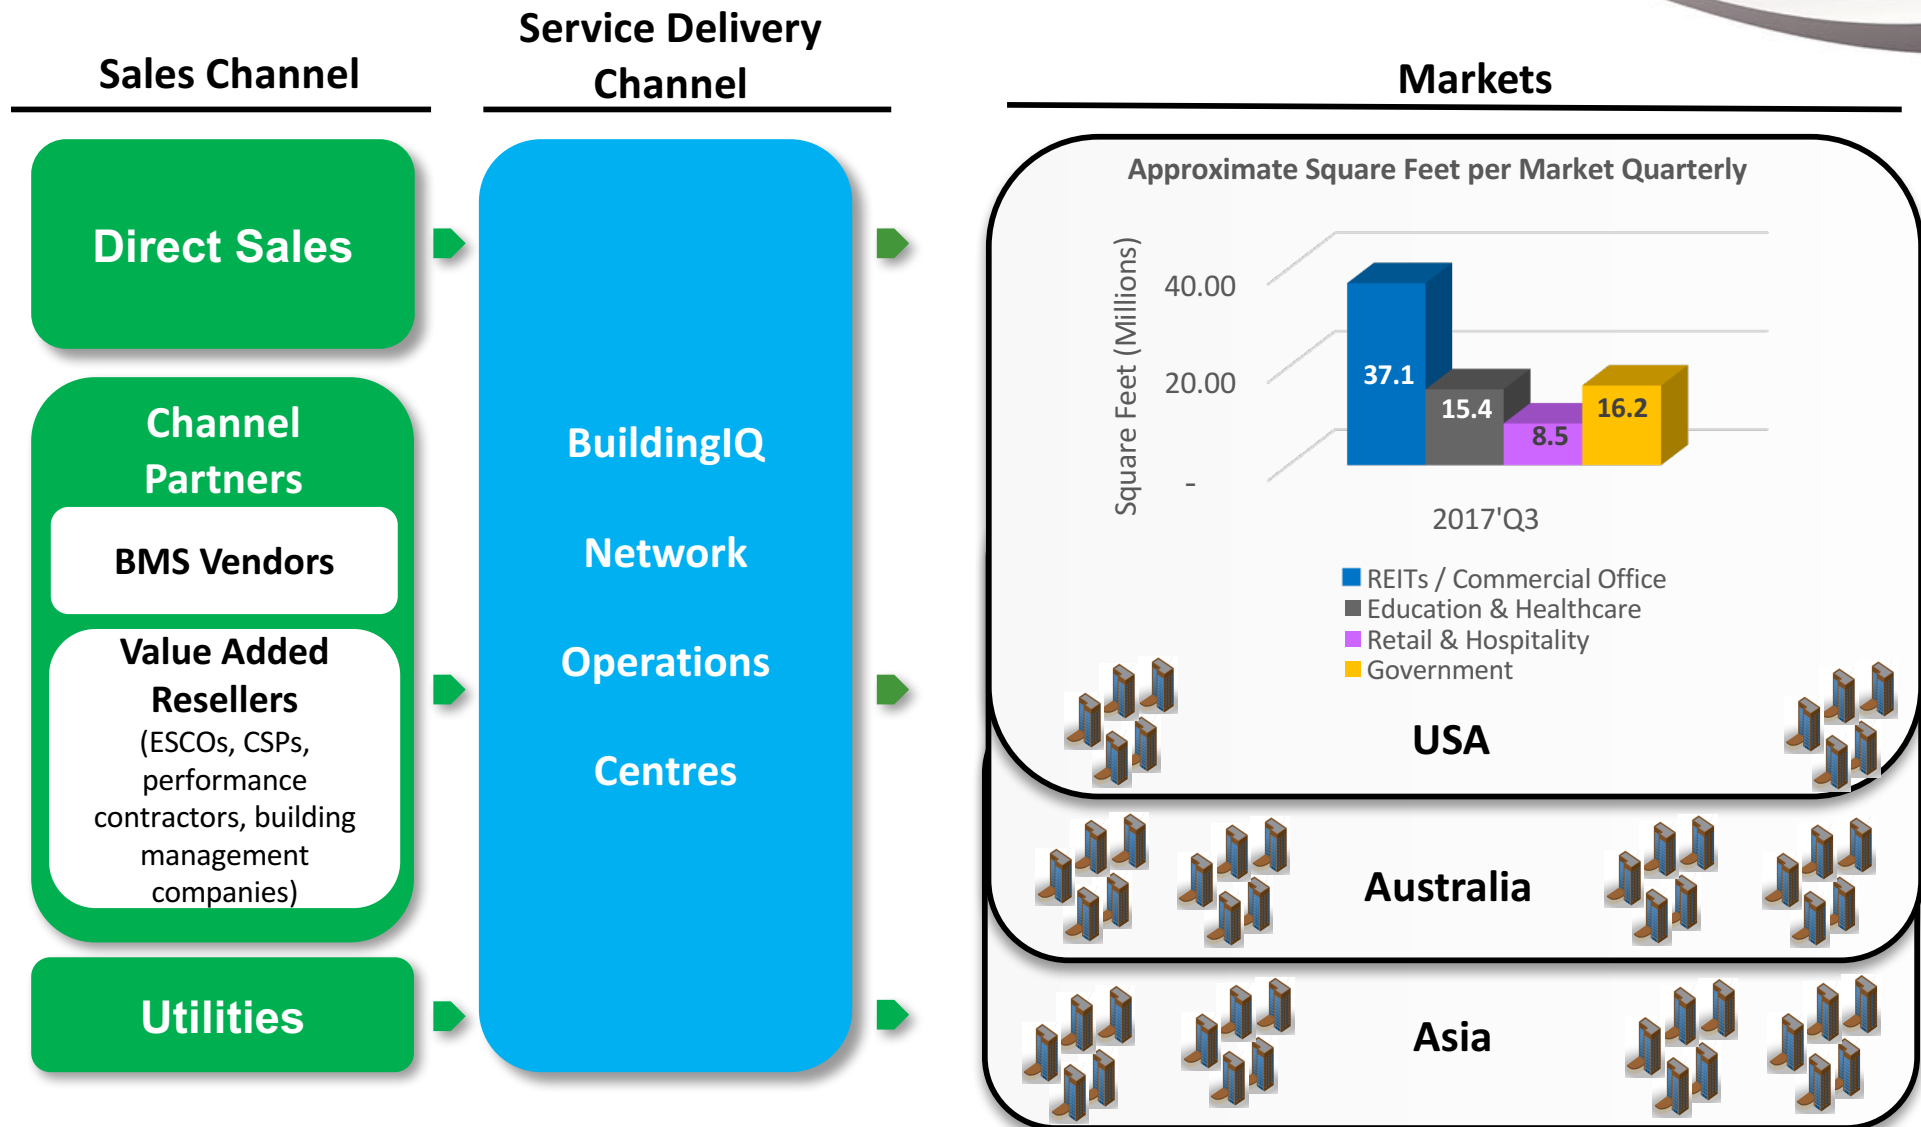 Sales Channel
Service Delivery
Channel
Markets
Direct Sales
Channel
Partners
BMS Vendors
Value Added
Resellers
(ESCOs, CSPs,
performance
contractors, building
management
companies)
Utilities
BuildingIQ
Network
Operations
Centres
Approximate Square Feet per Market Quarterly
Square Feet (Millions)
40.00
20.00
-
37.1
15.4
8.5
16.2
2017'Q3
REITs / Commercial Office
Education & Healthcare
Retail & Hospitality
Government
USA
Australia
Asia